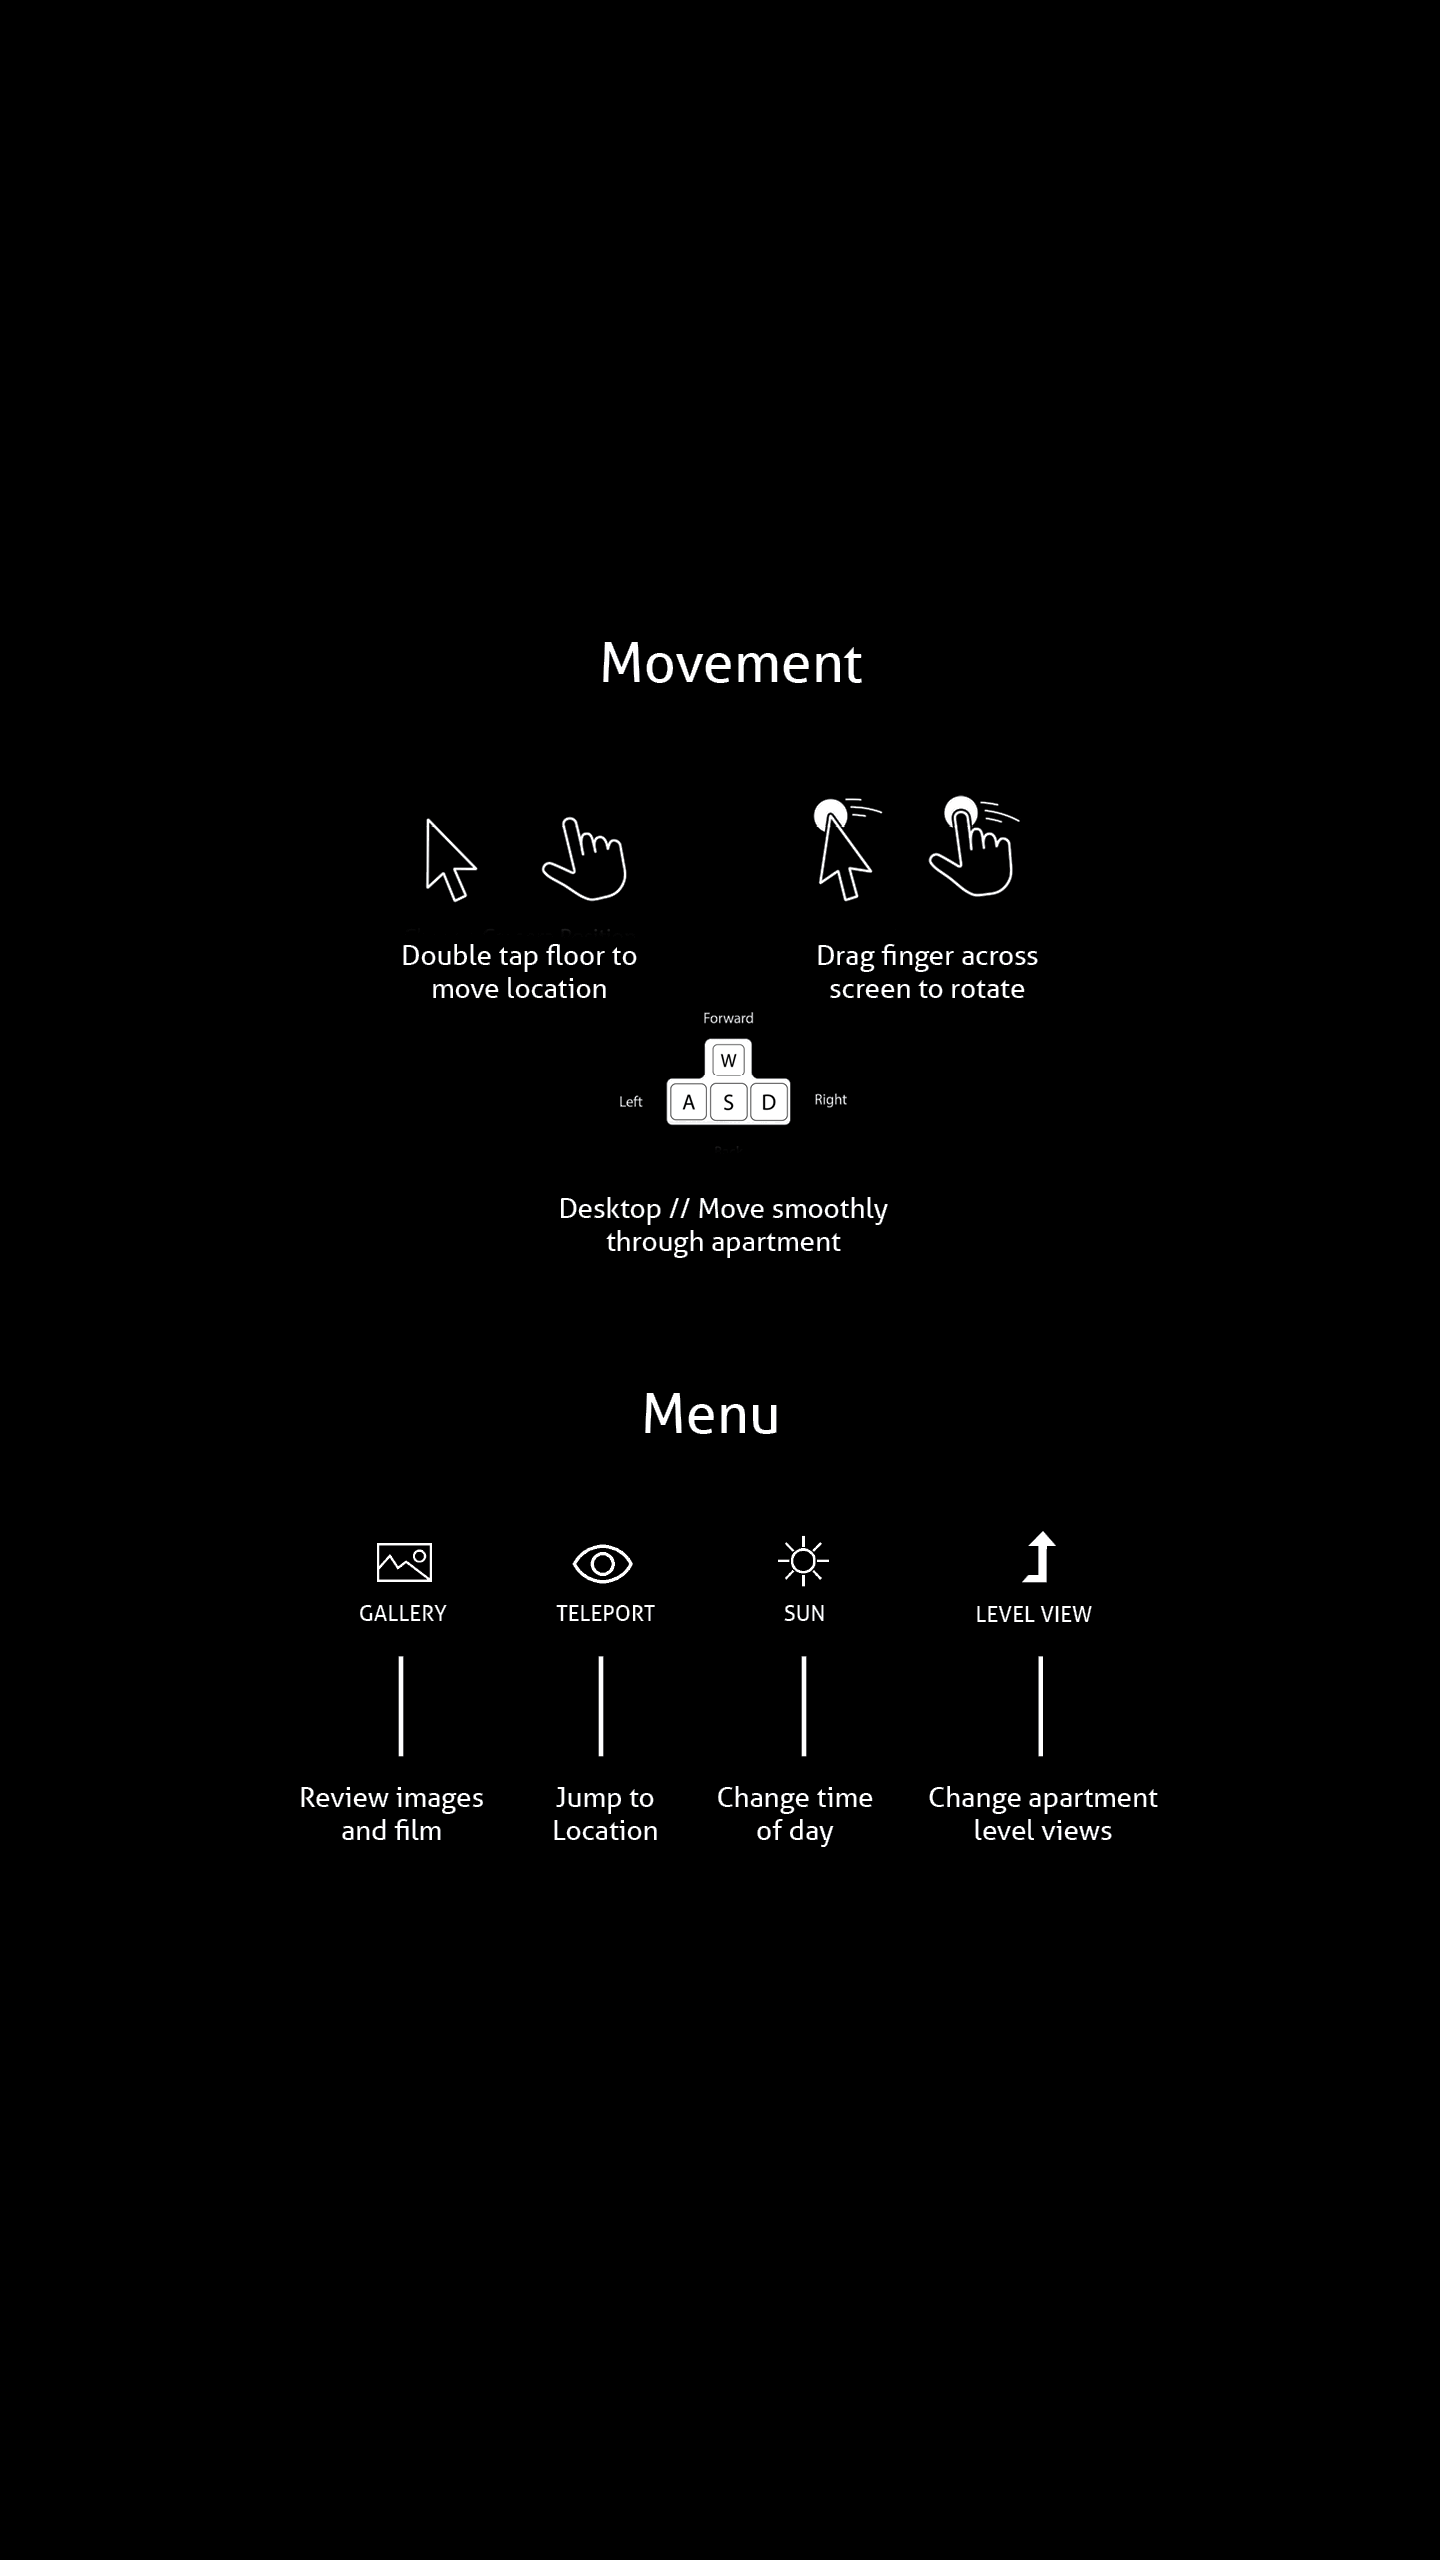 Movement
Double tap floor to
move location
Drag finger across
screen to rotate
Forward
W
Left
A S D
Right
Desktop // Move smoothly
through apartment
Menu
GALLERY
TELEPORT
SUN
LEVEL VIEW
Review images
and film
Jump to
Location
Change time
of day
Change apartment
level views